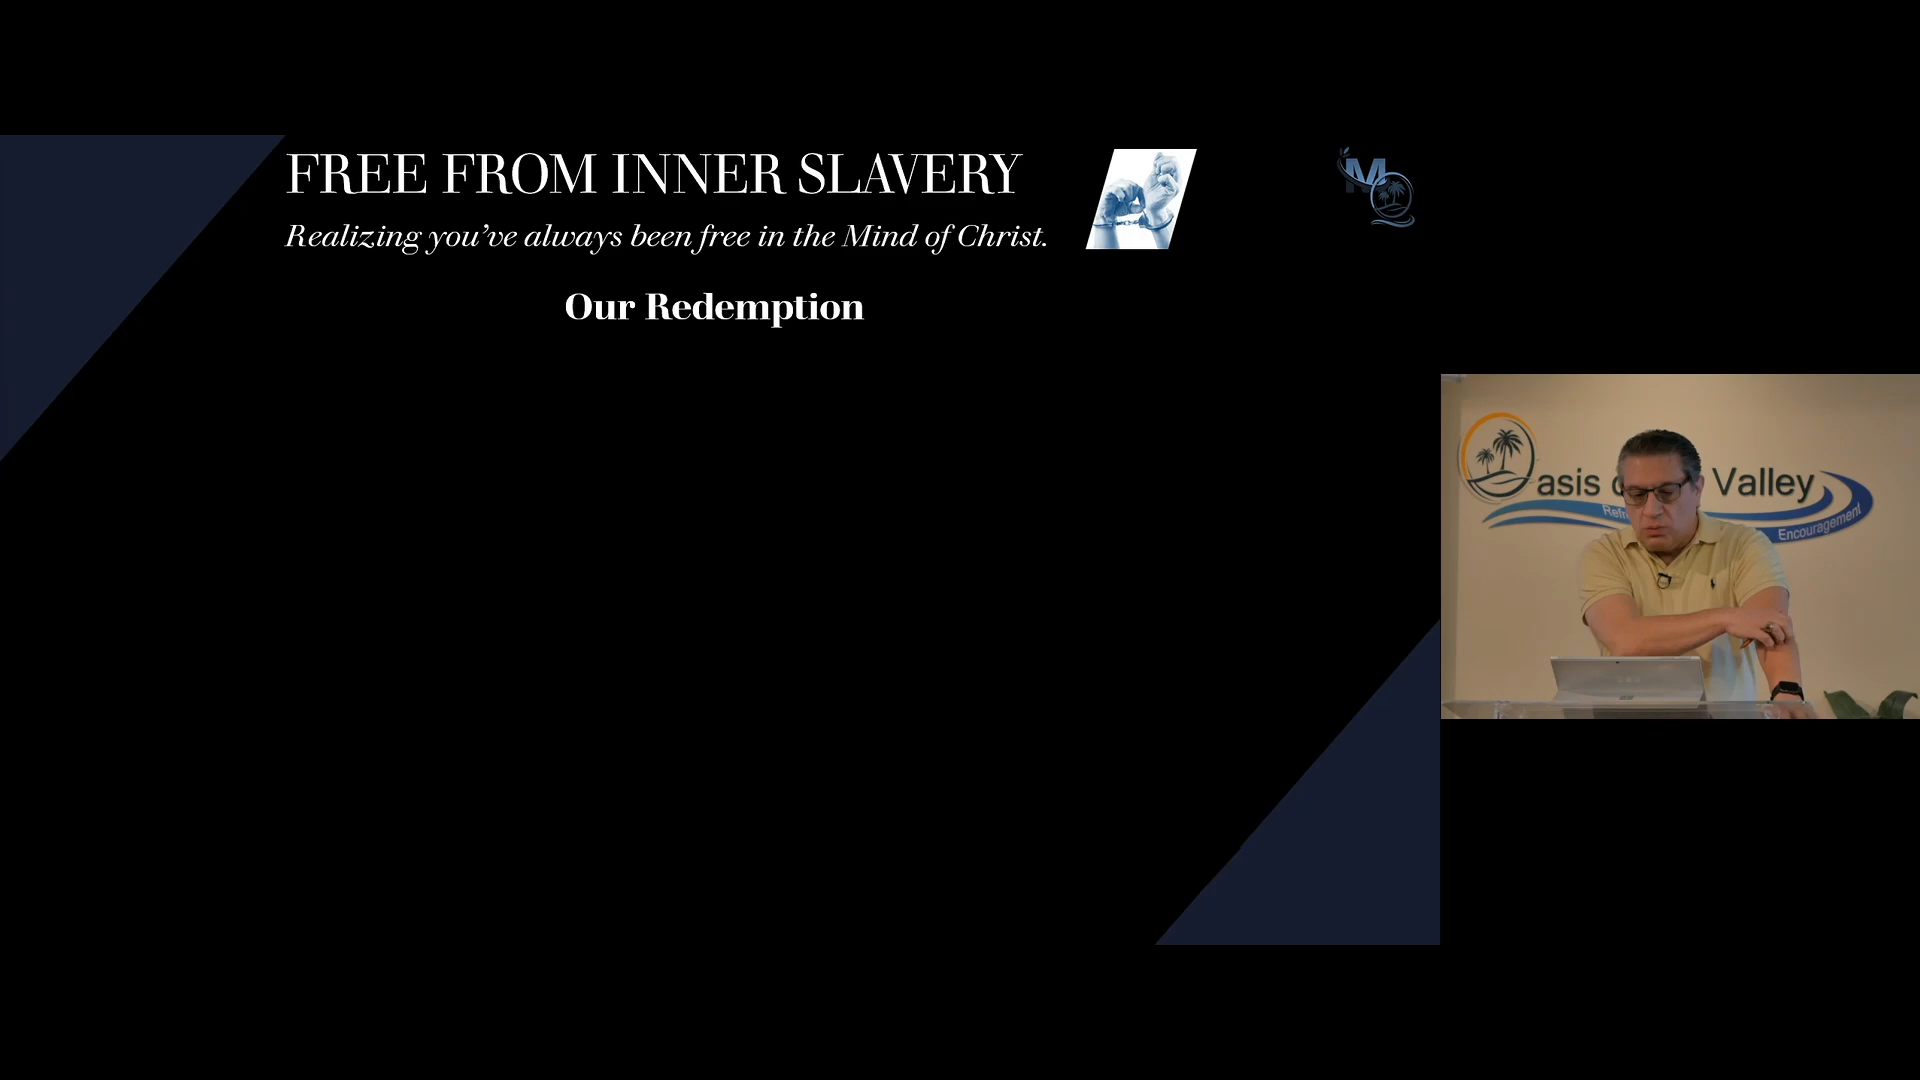 FREE FROM INNER SLAVERY
Realizing you've always been free in the Mind of Christ.
Our Redemption
M
asis Valley
Encouragement